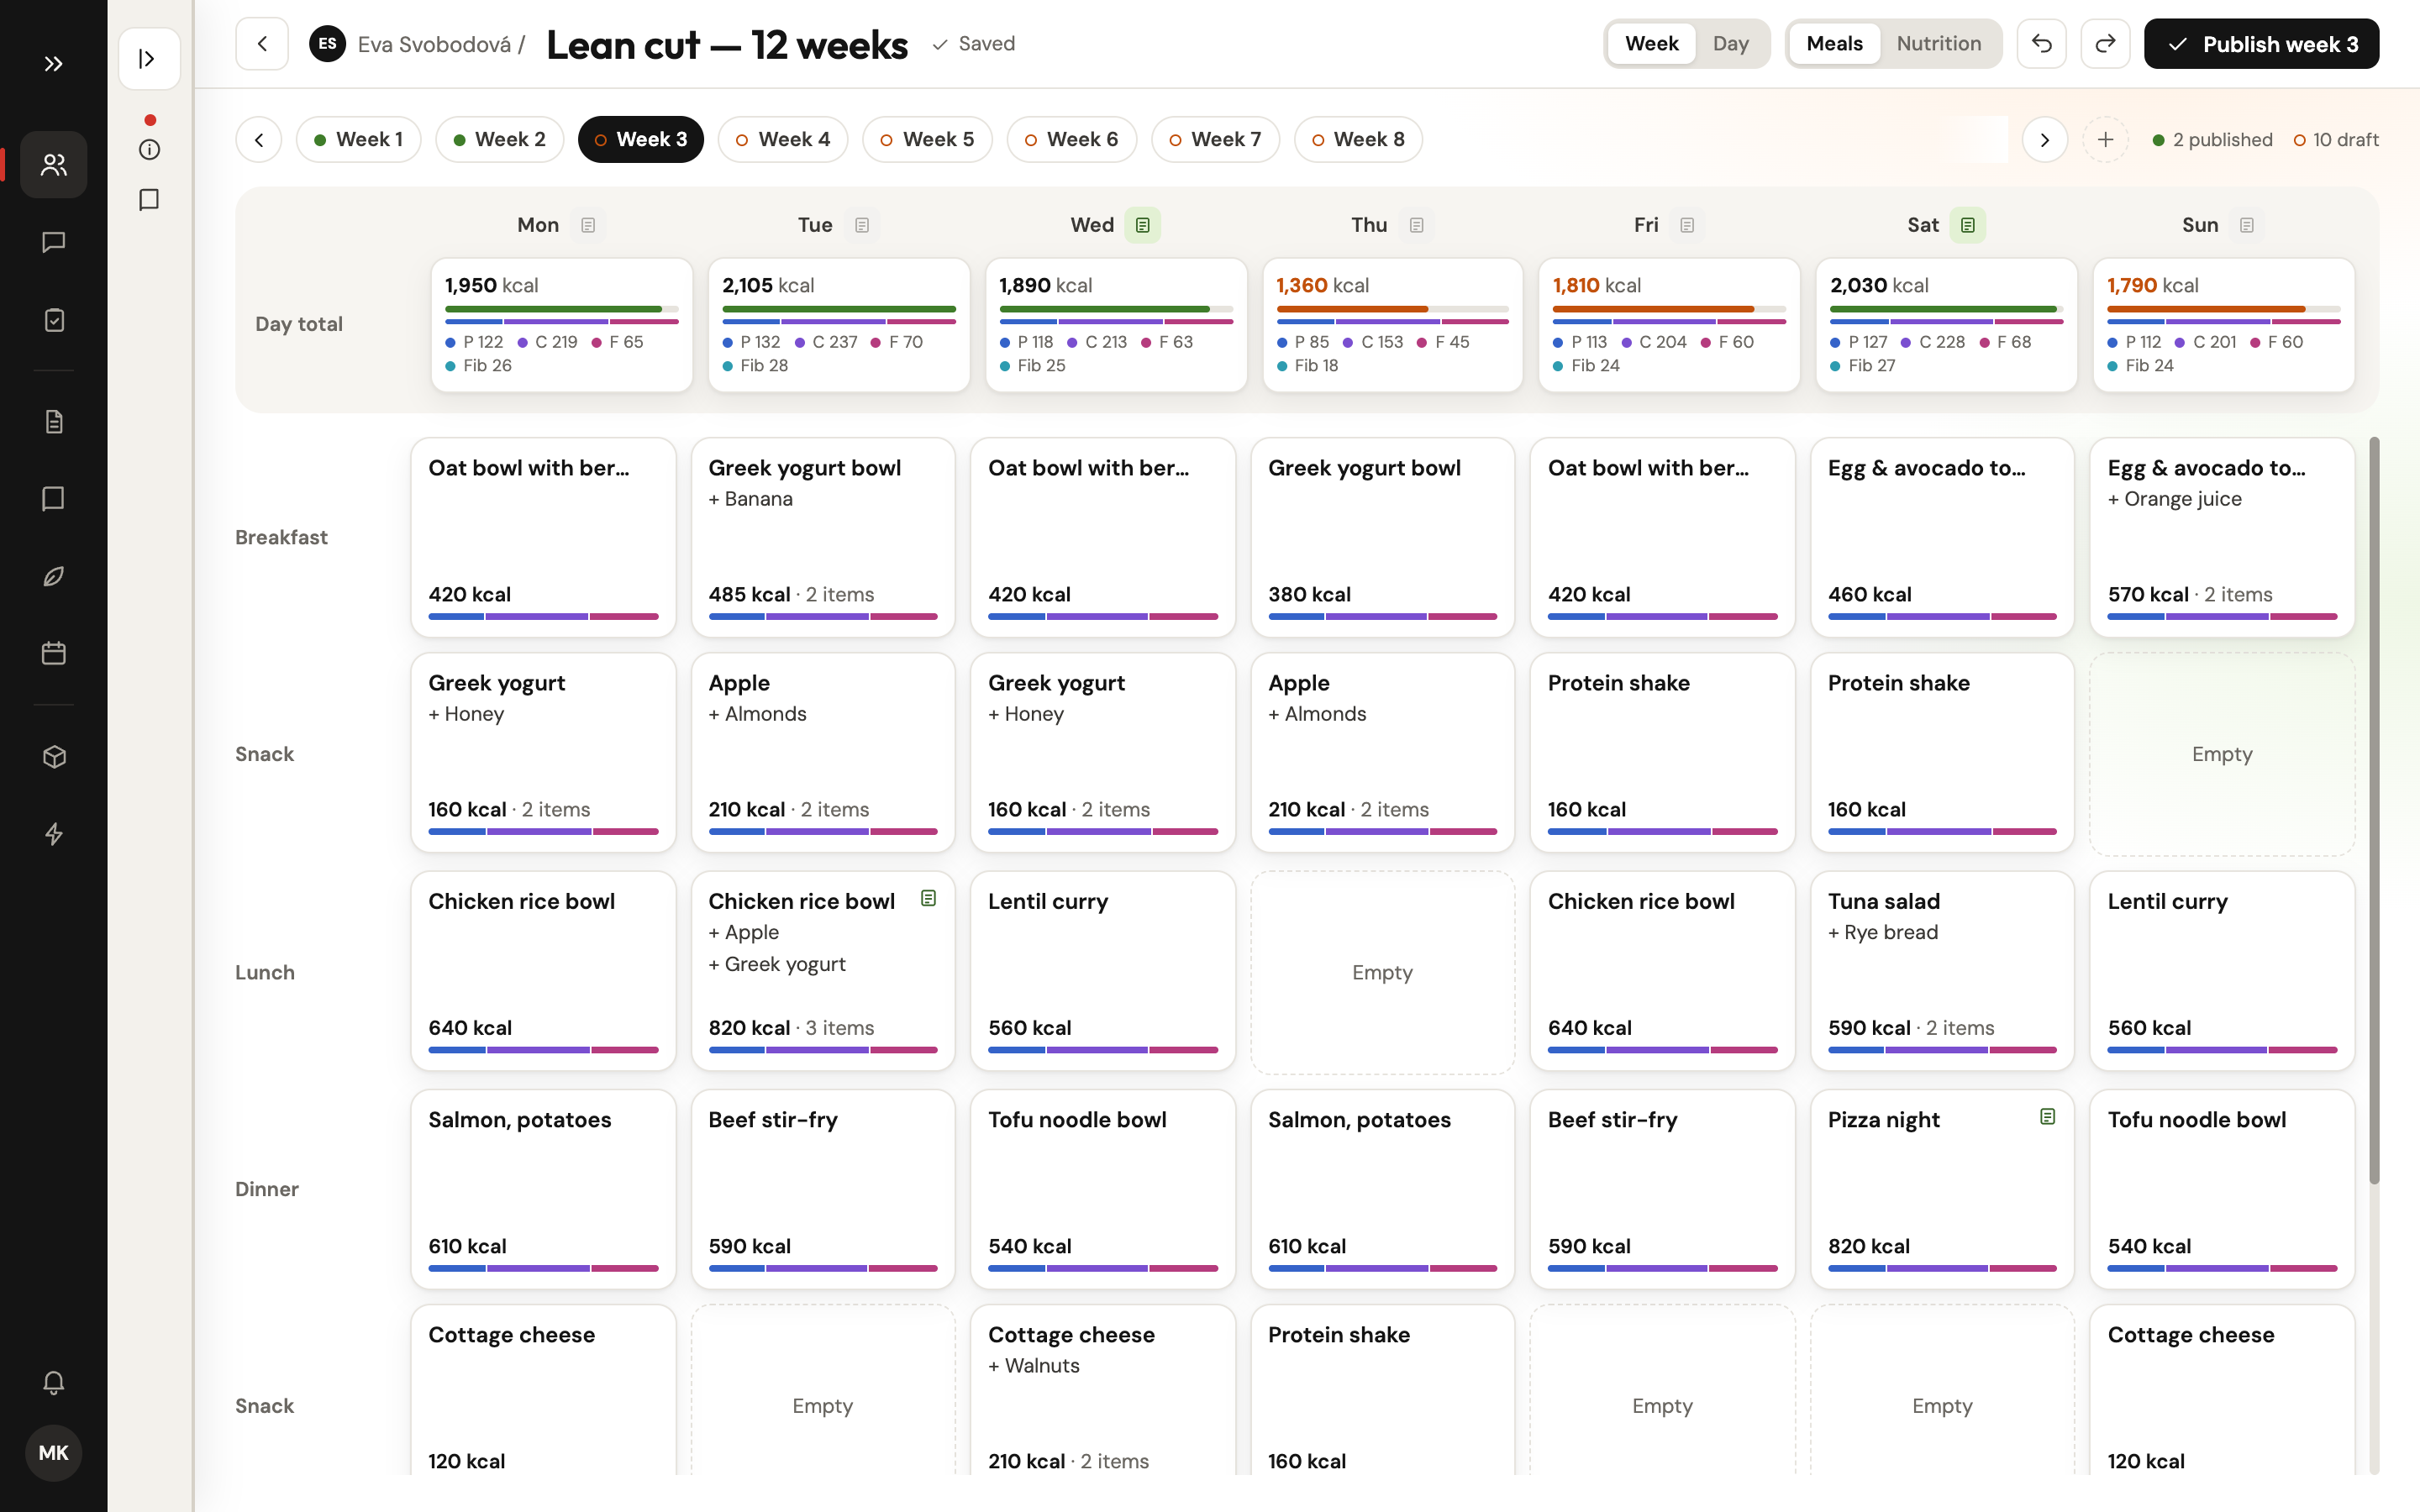 ES Eva Svobodová / Lean cut — 12 weeks Saved Week Day Meals Nutrition Publish week 3
Week 1 Week 2 Week 3 Week 4 Week 5 Week 6 Week 7 Week 8 2 published 10 draft
Mon Tue Wed Thu Fri Sat Sun
Day total
1,950 kcal 2,105 kcal 1,890 kcal 1,360 kcal 1,810 kcal 2,030 kcal 1,790 kcal
P 122 C 219 F 65 P 132 C 237 F 70 P 118 C 213 F 63 P 85 C 153 F 45 P 113 C 204 F 60 P 127 C 228 F 68 P 112 C 201 F 60
Fib 26 Fib 28 Fib 25 Fib 18 Fib 24 Fib 27 Fib 24
Breakfast
Oat bowl with ber... Greek yogurt bowl Oat bowl with ber... Greek yogurt bowl Oat bowl with ber... Egg & avocado to... Egg & avocado to...
+ Banana + Orange juice
420 kcal 485 kcal · 2 items 420 kcal 380 kcal 420 kcal 460 kcal 570 kcal · 2 items
Snack
Greek yogurt Apple Greek yogurt Apple Protein shake Protein shake
+ Honey + Almonds + Honey + Almonds
Empty
160 kcal · 2 items 210 kcal · 2 items 160 kcal · 2 items 210 kcal · 2 items 160 kcal 160 kcal
Lunch
Chicken rice bowl Chicken rice bowl Lentil curry Chicken rice bowl Tuna salad Lentil curry
+ Apple + Rye bread
+ Greek yogurt
Empty
640 kcal 820 kcal · 3 items 560 kcal 640 kcal 590 kcal · 2 items 560 kcal
Dinner
Salmon, potatoes Beef stir-fry Tofu noodle bowl Salmon, potatoes Beef stir-fry Pizza night Tofu noodle bowl
610 kcal 590 kcal 540 kcal 610 kcal 590 kcal 820 kcal 540 kcal
Snack
Cottage cheese Cottage cheese Protein shake Cottage cheese
+ Walnuts
Empty Empty Empty
120 kcal 210 kcal · 2 items 160 kcal 120 kcal
MK